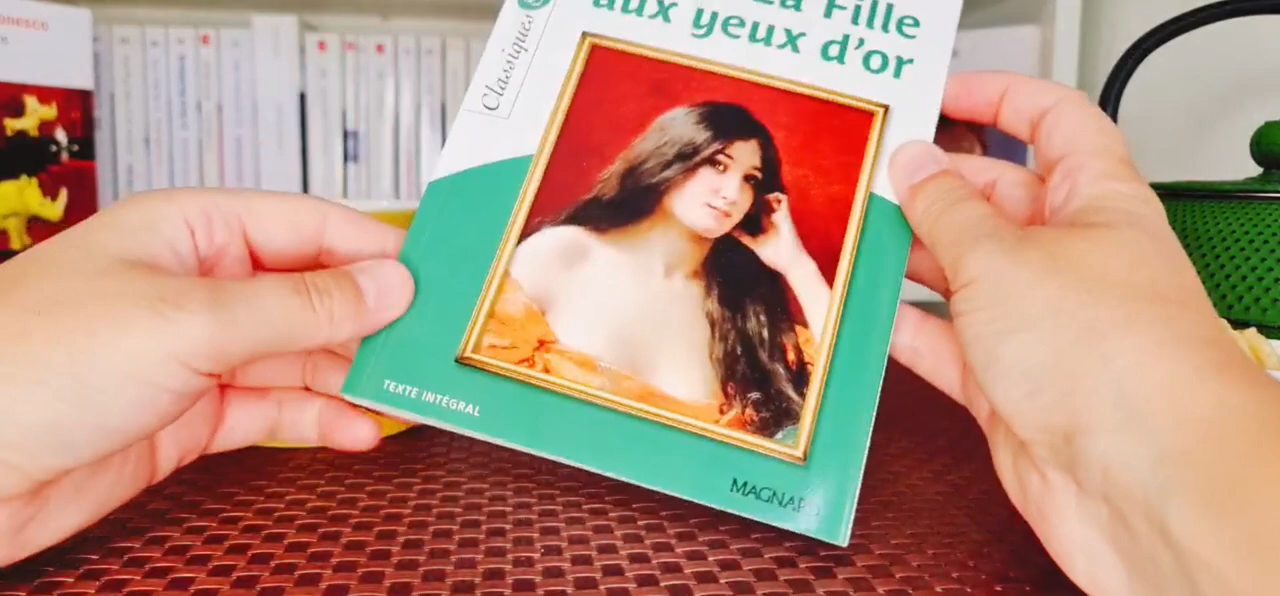 La Fille
aux yeux d'or
Classiques
TEXTE INTÉGRAL
MAGNARD